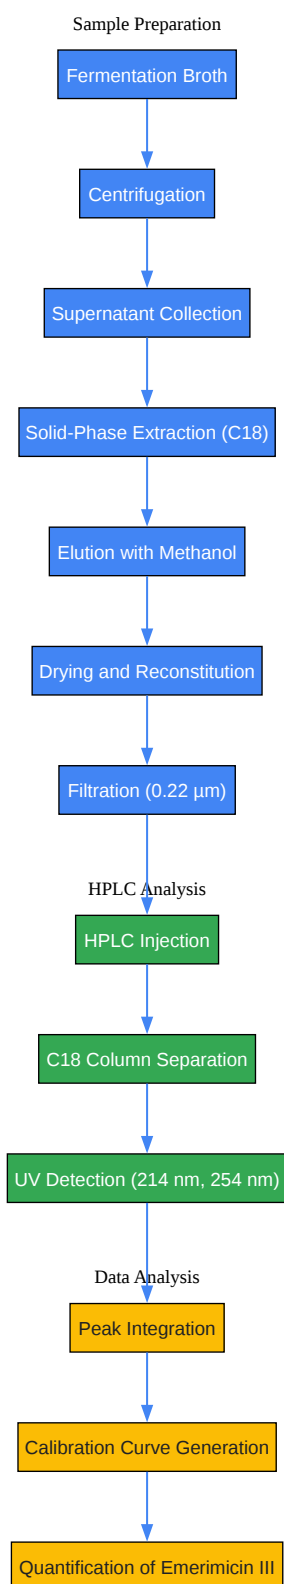 Sample Preparation
Fermentation Broth
Centrifugation
Supernatant Collection
Solid-Phase Extraction (C18)
Elution with Methanol
Drying and Reconstitution
Filtration (0.22 µm)
HPLC Analysis
HPLC Injection
C18 Column Separation
UV Detection (214 nm, 254 nm)
Data Analysis
Peak Integration
Calibration Curve Generation
Quantification of Emerimicin III